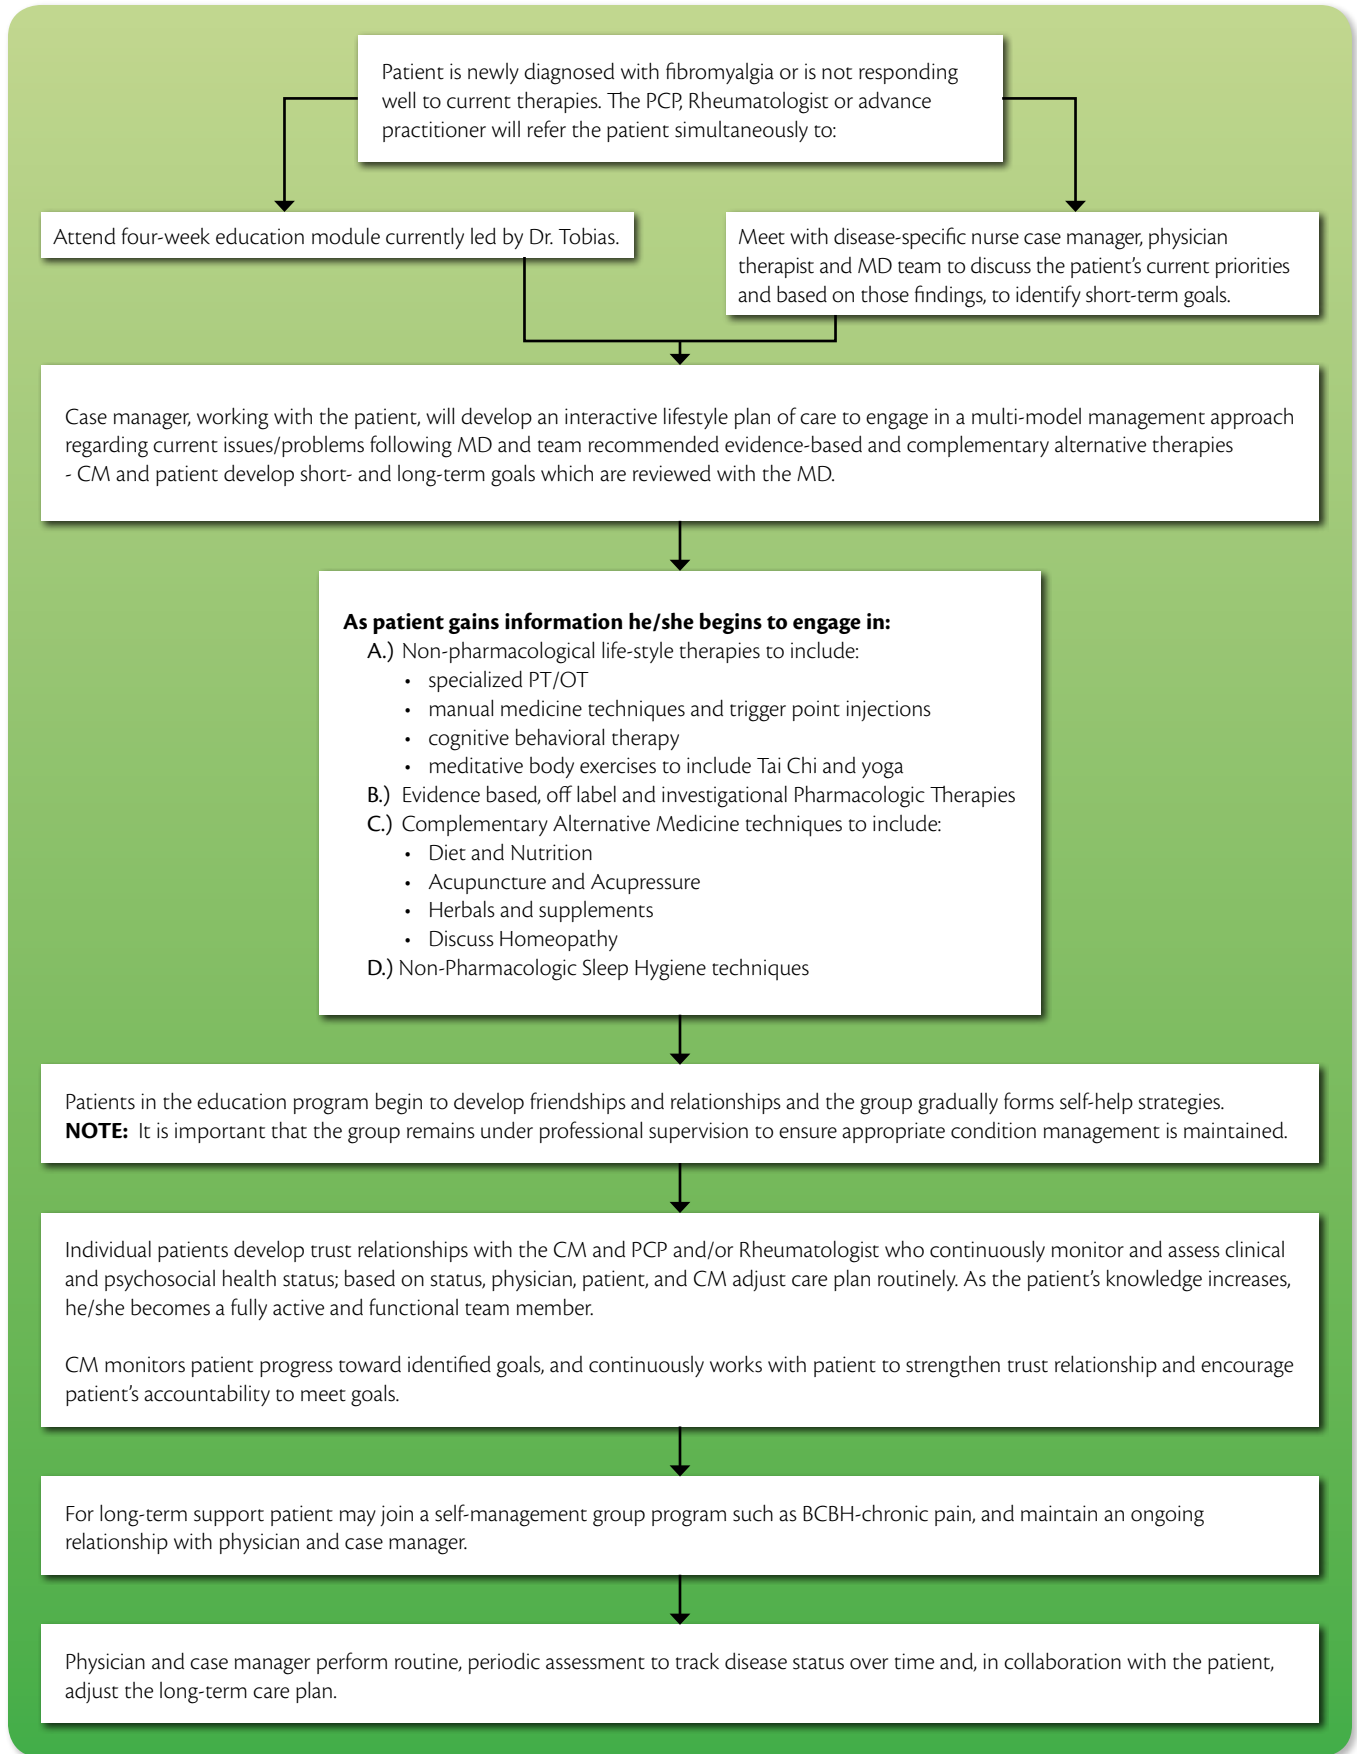 Patient is newly diagnosed with fibromyalgia or is not responding
well to current therapies. The PCP, Rheumatologist or advance
practitioner will refer the patient simultaneously to:
Attend four-week education module currently led by Dr. Tobias.
Meet with disease-specific nurse case manager, physician
therapist and MD team to discuss the patient's current priorities
and based on those findings, to identify short-term goals.
Case manager, working with the patient, will develop an interactive lifestyle plan of care to engage in a multi-model management approach
regarding current issues/problems following MD and team recommended evidence-based and complementary alternative therapies
- CM and patient develop short- and long-term goals which are reviewed with the MD.
As patient gains information he/she begins to engage in:
A.) Non-pharmacological life-style therapies to include:
• specialized PT/OT
• manual medicine techniques and trigger point injections
• cognitive behavioral therapy
• meditative body exercises to include Tai Chi and yoga
B.) Evidence based, off label and investigational Pharmacologic Therapies
C.) Complementary Alternative Medicine techniques to include:
• Diet and Nutrition
• Acupuncture and Acupressure
• Herbals and supplements
• Discuss Homeopathy
D.) Non-Pharmacologic Sleep Hygiene techniques
Patients in the education program begin to develop friendships and relationships and the group gradually forms self-help strategies.
NOTE: It is important that the group remains under professional supervision to ensure appropriate condition management is maintained.
Individual patients develop trust relationships with the CM and PCP and/or Rheumatologist who continuously monitor and assess clinical
and psychosocial health status; based on status, physician, patient, and CM adjust care plan routinely. As the patient's knowledge increases,
he/she becomes a fully active and functional team member.
CM monitors patient progress toward identified goals, and continuously works with patient to strengthen trust relationship and encourage
patient's accountability to meet goals.
For long-term support patient may join a self-management group program such as BCBH-chronic pain, and maintain an ongoing
relationship with physician and case manager.
Physician and case manager perform routine, periodic assessment to track disease status over time and, in collaboration with the patient,
adjust the long-term care plan.